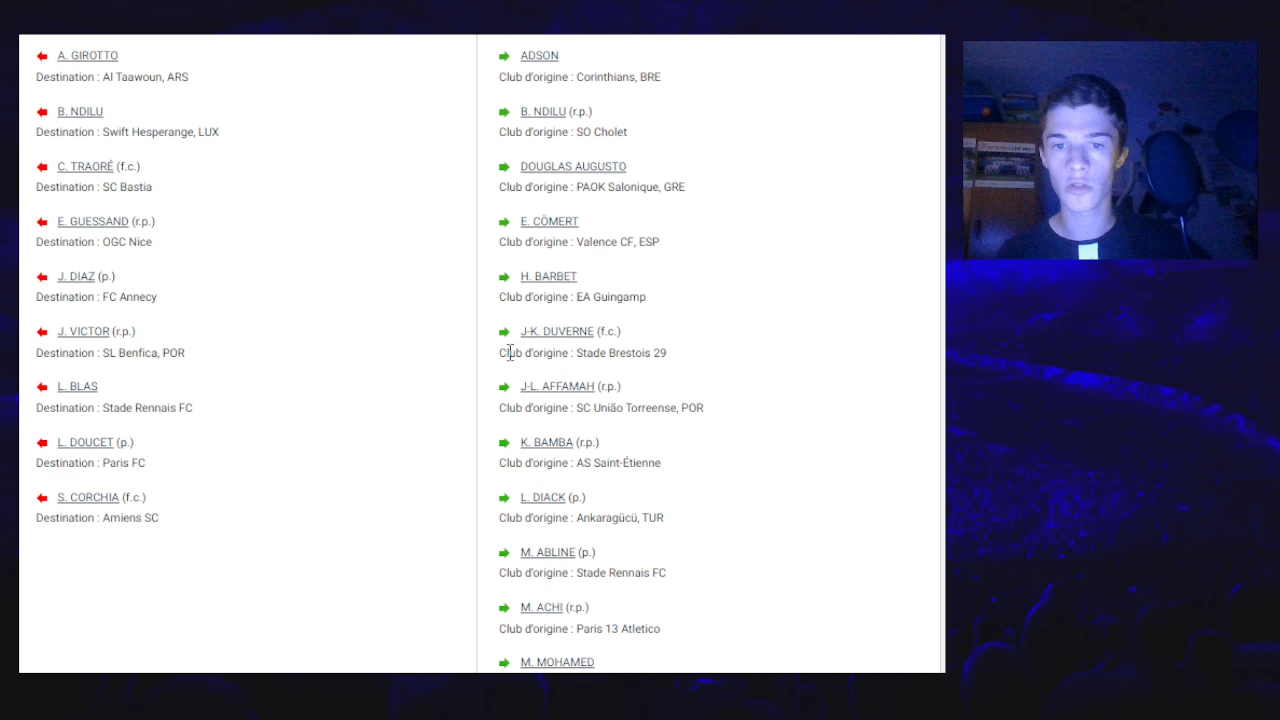 A. GIROTTO
Destination : Al Taawoun, ARS
B. NDILU
Destination : Swift Hesperange, LUX
C. TRAORÉ (f.c.)
Destination : SC Bastia
E. GUESSAND (r.p.)
Destination : OGC Nice
J. DIAZ (p.)
Destination : FC Annecy
J. VICTOR (r.p.)
Destination : SL Benfica, POR
L. BLAS
Destination : Stade Rennais FC
L. DOUCET (p.)
Destination : Paris FC
S. CORCHIA (f.c.)
Destination : Amiens SC
ADSON
Club d'origine : Corinthians, BRE
B. NDILU (r.p.)
Club d'origine : SO Cholet
DOUGLAS AUGUSTO
Club d'origine : PAOK Salonique, GRE
E. CÖMERT
Club d'origine : Valence CF, ESP
H. BARBET
Club d'origine : EA Guingamp
J-K. DUVERNE (f.c.)
Club d'origine : Stade Brestois 29
J-L. AFFAMAH (r.p.)
Club d'origine : SC União Torreense, POR
K. BAMBA (r.p.)
Club d'origine : AS Saint-Étienne
L. DIACK (p.)
Club d'origine : Ankaragücü, TUR
M. ABLINE (p.)
Club d'origine : Stade Rennais FC
M. ACHI (r.p.)
Club d'origine : Paris 13 Atletico
M. MOHAMED